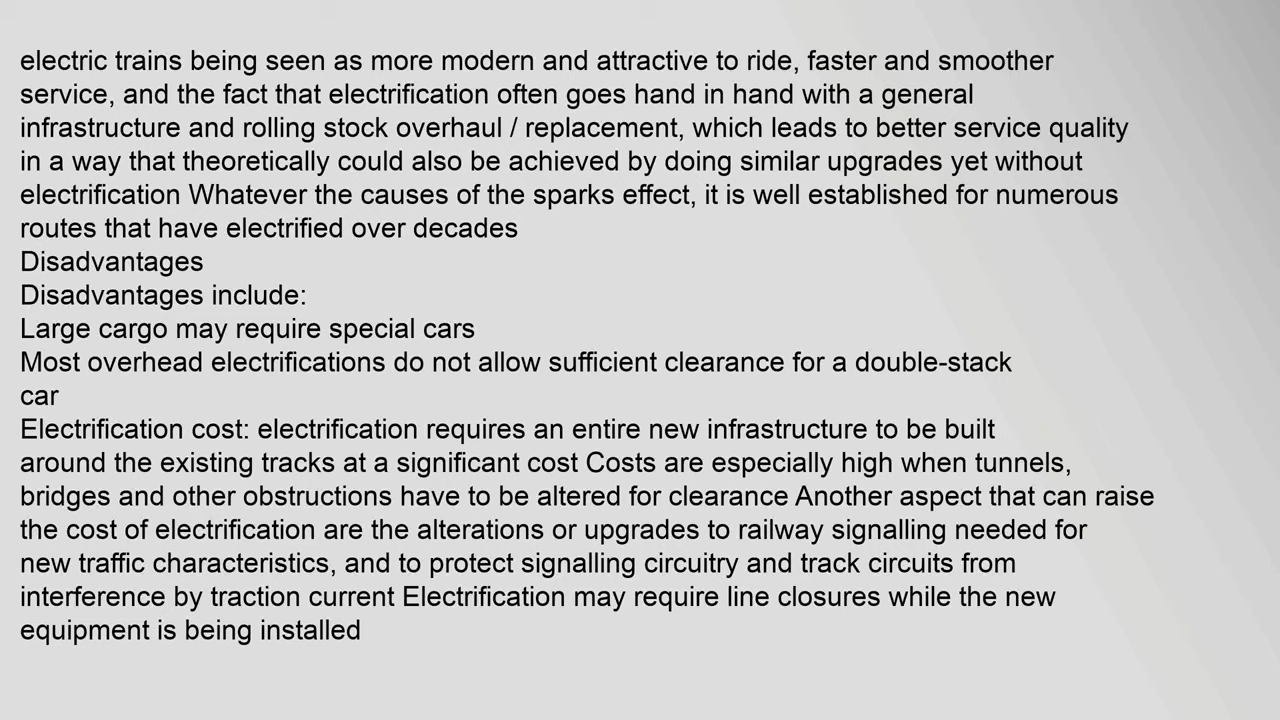 electric trains being seen as more modern and attractive to ride, faster and smoother
service, and the fact that electrification often goes hand in hand with a general
infrastructure and rolling stock overhaul / replacement, which leads to better service quality
in a way that theoretically could also be achieved by doing similar upgrades yet without
electrification Whatever the causes of the sparks effect, it is well established for numerous
routes that have electrified over decades
Disadvantages
Disadvantages include:
Large cargo may require special cars
Most overhead electrifications do not allow sufficient clearance for a double-stack
car
Electrification cost: electrification requires an entire new infrastructure to be built
around the existing tracks at a significant cost Costs are especially high when tunnels,
bridges and other obstructions have to be altered for clearance Another aspect that can raise
the cost of electrification are the alterations or upgrades to railway signalling needed for
new traffic characteristics, and to protect signalling circuitry and track circuits from
interference by traction current Electrification may require line closures while the new
equipment is being installed